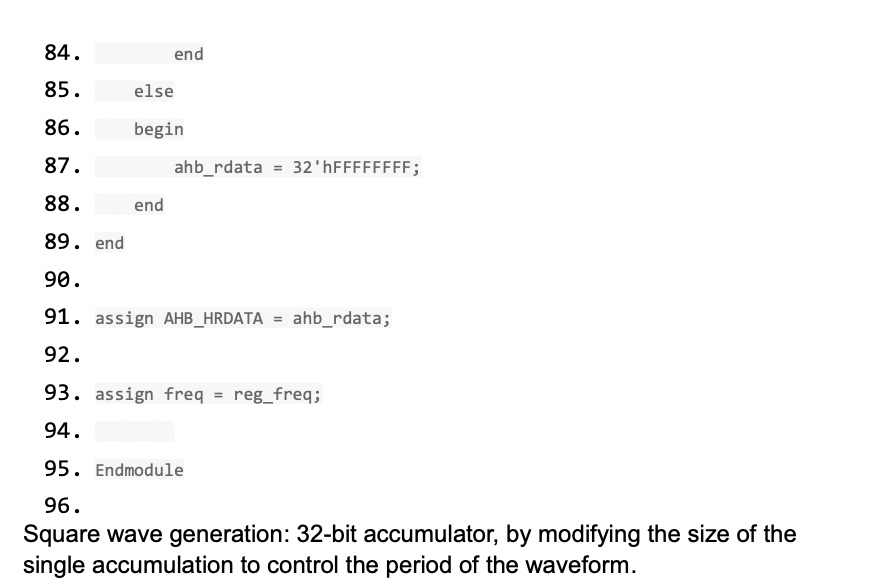 84. end
85. else
86. begin
87. ahb_rdata = 32'hFFFFFFFF;
88. end
89. end
90.
91. assign AHB_HRDATA = ahb_rdata;
92.
93. assign freq = reg_freq;
94.
95. Endmodule
96.
Square wave generation: 32-bit accumulator, by modifying the size of the
single accumulation to control the period of the waveform.